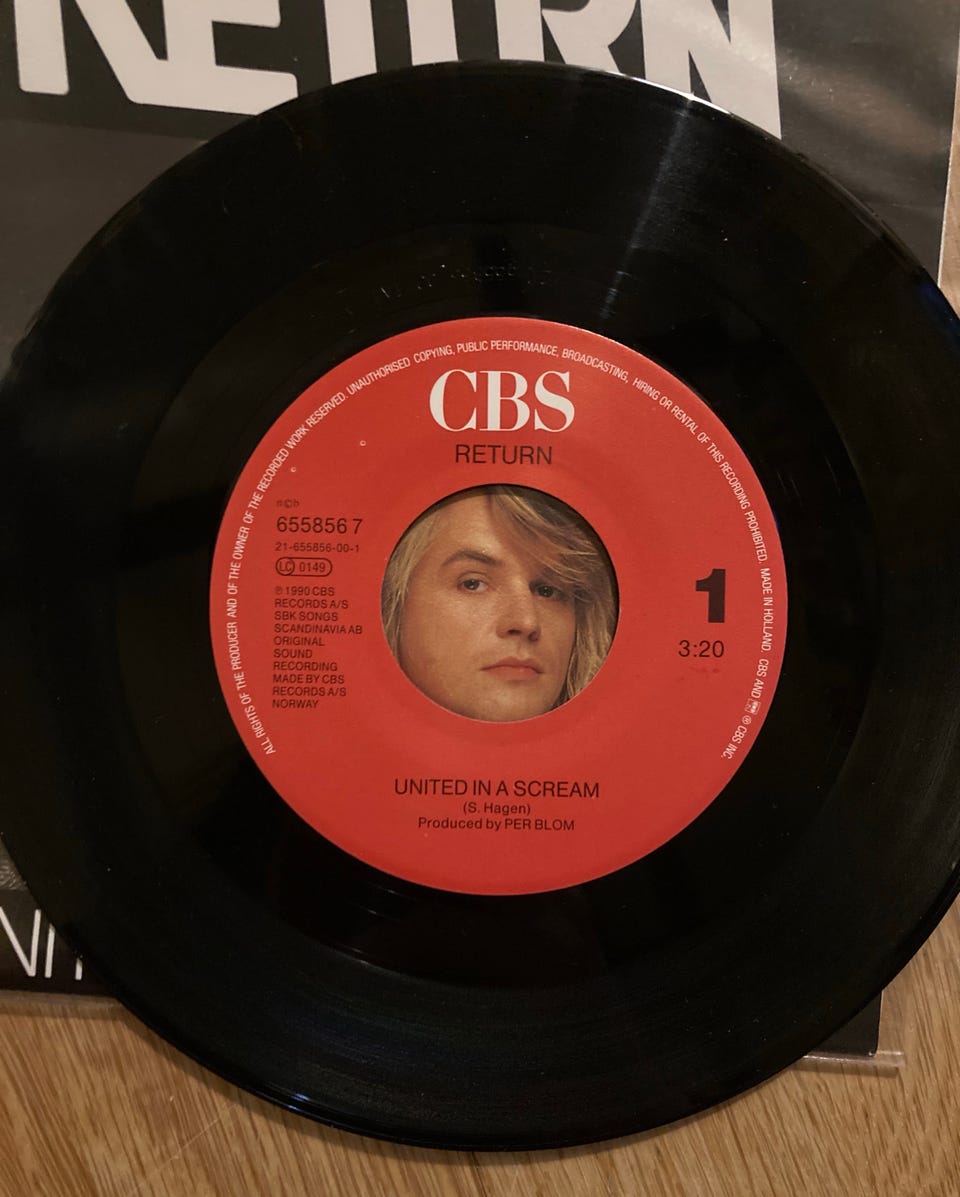 RETURN
ALL RIGHTS OF THE PRODUCER AND OF THE OWNER OF THE RECORDED WORK RESERVED. UNAUTHORISED COPYING, PUBLIC PERFORMANCE, BROADCASTING, HIRING OR RENTAL OF THIS RECORDING PROHIBITED. MADE IN HOLLAND. CBS AND ® CBS INC.
CBS
RETURN
n©b
655856 7
21-655856-00-1
LC 0149
℗ 1990 CBS
RECORDS A/S
SBK SONGS
SCANDINAVIA AB
ORIGINAL
SOUND
RECORDING
MADE BY CBS
RECORDS A/S
NORWAY
1
3:20
UNITED IN A SCREAM
(S. Hagen)
Produced by PER BLOM